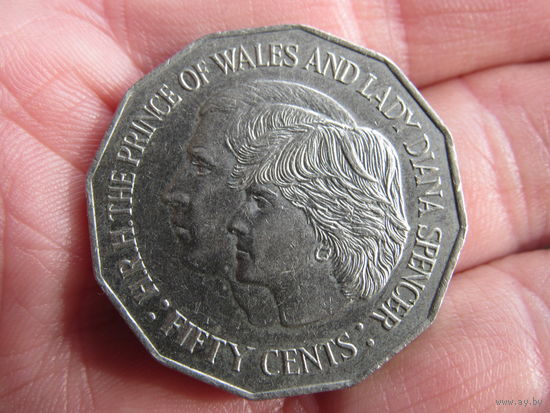 H.R.H. THE PRINCE OF WALES AND LADY DIANA SPENCER
FIFTY CENTS
www.ay.by